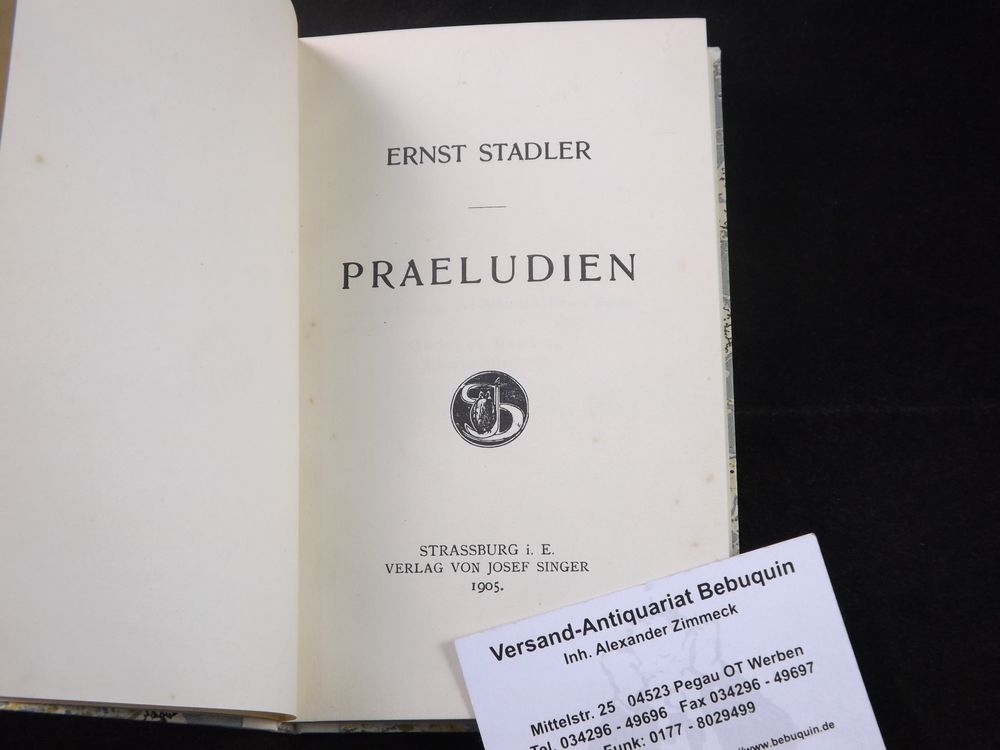 ERNST STADLER
PRAELUDIEN
STRASSBURG i. E.
VERLAG VON JOSEF SINGER
1905.
Versand-Antiquariat Bebuquin
Inh. Alexander Zimmeck
Mittelstr. 25 04523 Pegau OT Werben
Tel. 034296 - 49696 Fax 034296 - 49697
Funk: 0177 - 8029499
//www.bebuquin.de